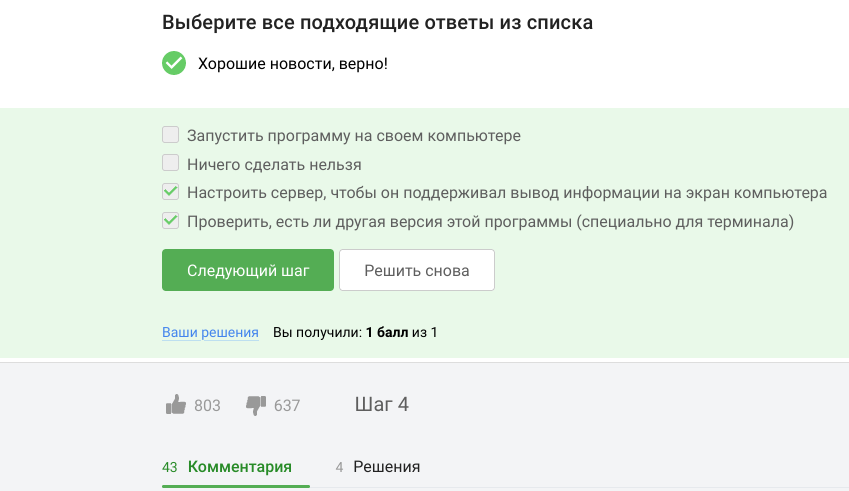 Выберите все подходящие ответы из списка
Хорошие новости, верно!
Запустить программу на своем компьютере
Ничего сделать нельзя
Настроить сервер, чтобы он поддерживал вывод информации на экран компьютера
Проверить, есть ли другая версия этой программы (специально для терминала)
Следующий шаг Решить снова
Ваши решения Вы получили: 1 балл из 1
803 637 Шаг 4
43 Комментария 4 Решения